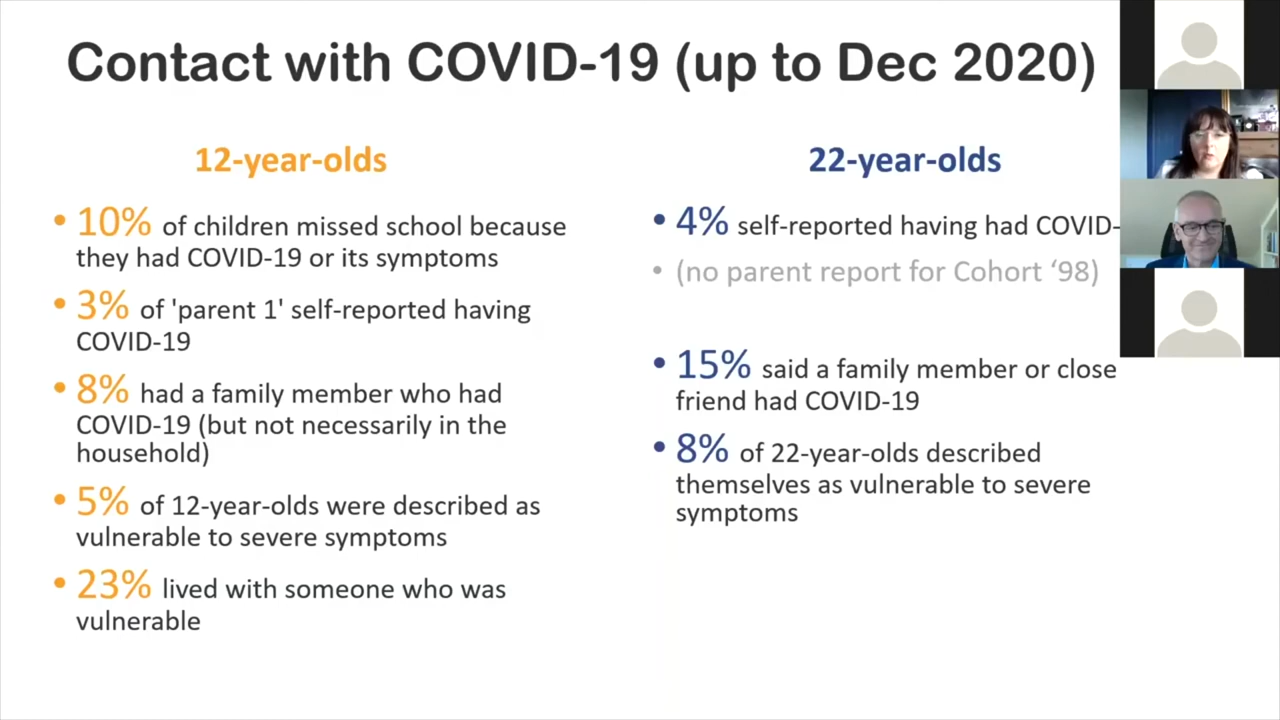 Contact with COVID-19 (up to Dec 2020)
12-year-olds
• 10% of children missed school because
they had COVID-19 or its symptoms
• 3% of 'parent 1' self-reported having
COVID-19
• 8% had a family member who had
COVID-19 (but not necessarily in the
household)
• 5% of 12-year-olds were described as
vulnerable to severe symptoms
• 23% lived with someone who was
vulnerable
22-year-olds
• 4% self-reported having had COVID-
• (no parent report for Cohort ‘98)
• 15% said a family member or close
friend had COVID-19
• 8% of 22-year-olds described
themselves as vulnerable to severe
symptoms